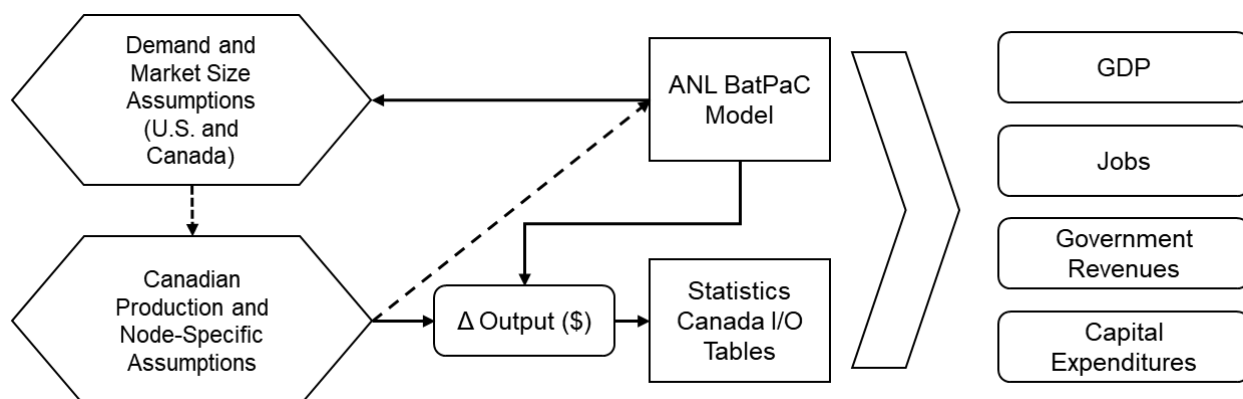 Demand and
Market Size
Assumptions
(U.S. and
Canada)
ANL BatPaC
Model
GDP
Jobs
Government
Revenues
Capital
Expenditures
Canadian
Production and
Node-Specific
Assumptions
Δ Output ($)
Statistics
Canada I/O
Tables